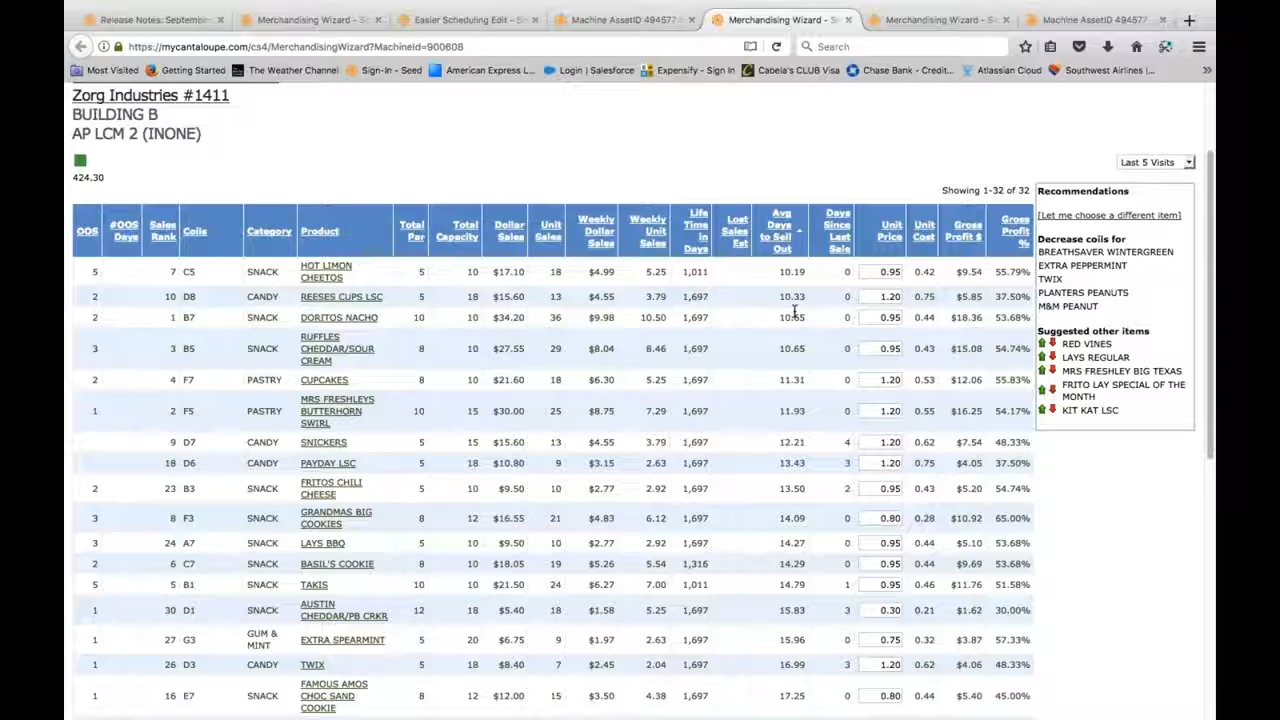 Release Notes: Septembe... × Merchandising Wizard - S... × Easier Scheduling Edit - S... × Machine AssetID 494577... × Merchandising Wizard - S... × Merchandising Wizard - S... × Machine AssetID 494577... × +
https://mycantaloupe.com/cs4/MerchandisingWizard?MachineId=900608 Search
Most Visited Getting Started The Weather Channel Sign-In - Seed American Express L... Login | Salesforce Expensify - Sign In Cabela's CLUB Visa Chase Bank - Credit... Atlassian Cloud Southwest Airlines |... »
Zorg Industries #1411
BUILDING B
AP LCM 2 (INONE)
424.30
Last 5 Visits
Showing 1-32 of 32
OOS #OOS Days Sales Rank Coils Category Product Total Par Total Capacity Dollar Sales Unit Sales Weekly Dollar Sales Weekly Unit Sales Life Time in Days Lost Sales Est Avg Days to Sell Out Days Since Last Sale Unit Price Unit Cost Gross Profit $ Gross Profit %
5 7 C5 SNACK HOT LIMON CHEETOS 5 10 $17.10 18 $4.99 5.25 1,011 10.19 0 0.95 0.42 $9.54 55.79%
2 10 D8 CANDY REESES CUPS LSC 5 18 $15.60 13 $4.55 3.79 1,697 10.33 0 1.20 0.75 $5.85 37.50%
2 1 B7 SNACK DORITOS NACHO 10 10 $34.20 36 $9.98 10.50 1,697 10.55 0 0.95 0.44 $18.36 53.68%
3 3 B5 SNACK RUFFLES CHEDDAR/SOUR CREAM 8 10 $27.55 29 $8.04 8.46 1,697 10.65 0 0.95 0.43 $15.08 54.74%
2 4 F7 PASTRY CUPCAKES 8 10 $21.60 18 $6.30 5.25 1,697 11.31 0 1.20 0.53 $12.06 55.83%
1 2 F5 PASTRY MRS FRESHLEYS BUTTERHORN SWIRL 10 15 $30.00 25 $8.75 7.29 1,697 11.93 0 1.20 0.55 $16.25 54.17%
9 D7 CANDY SNICKERS 5 15 $15.60 13 $4.55 3.79 1,697 12.21 4 1.20 0.62 $7.54 48.33%
18 D6 CANDY PAYDAY LSC 5 18 $10.80 9 $3.15 2.63 1,697 13.43 3 1.20 0.75 $4.05 37.50%
2 23 B3 SNACK FRITOS CHILI CHEESE 5 10 $9.50 10 $2.77 2.92 1,697 13.50 2 0.95 0.43 $5.20 54.74%
3 8 F3 SNACK GRANDMAS BIG COOKIES 8 12 $16.55 21 $4.83 6.12 1,697 14.09 0 0.80 0.28 $10.92 65.00%
3 24 A7 SNACK LAYS BBQ 5 10 $9.50 10 $2.77 2.92 1,697 14.27 0 0.95 0.44 $5.10 53.68%
2 6 C7 SNACK BASIL'S COOKIE 8 10 $18.05 19 $5.26 5.54 1,316 14.29 0 0.95 0.44 $9.69 53.68%
5 5 B1 SNACK TAKIS 10 10 $21.50 24 $6.27 7.00 1,011 14.79 1 0.95 0.46 $11.76 51.58%
1 30 D1 SNACK AUSTIN CHEDDAR/PB CRKR 12 18 $5.40 18 $1.58 5.25 1,697 15.83 3 0.30 0.21 $1.62 30.00%
1 27 G3 GUM & MINT EXTRA SPEARMINT 5 20 $6.75 9 $1.97 2.63 1,697 15.96 0 0.75 0.32 $3.87 57.33%
1 26 D3 CANDY TWIX 5 18 $8.40 7 $2.45 2.04 1,697 16.99 3 1.20 0.62 $4.06 48.33%
1 16 E7 SNACK FAMOUS AMOS CHOC SAND COOKIE 8 12 $12.00 15 $3.50 4.38 1,697 17.25 0 0.80 0.44 $5.40 45.00%
Recommendations
[Let me choose a different item]
Decrease coils for
BREATHSAVER WINTERGREEN
EXTRA PEPPERMINT
TWIX
PLANTERS PEANUTS
M&M PEANUT
Suggested other items
RED VINES
LAYS REGULAR
MRS FRESHLEY BIG TEXAS
FRITO LAY SPECIAL OF THE
MONTH
KIT KAT LSC